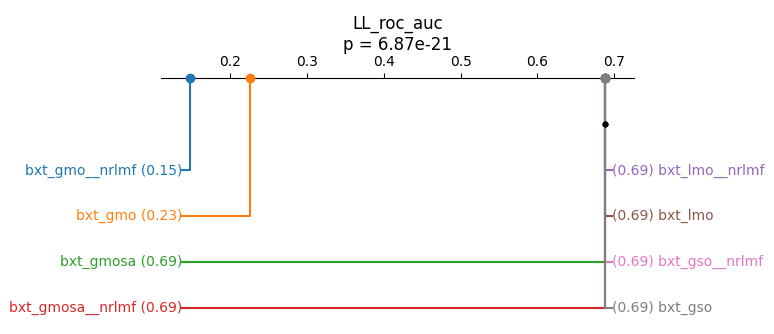 LL_roc_auc
p = 6.87e-21
0.2 0.3 0.4 0.5 0.6 0.7
bxt_gmo__nrlmf (0.15) (0.69) bxt_lmo__nrlmf
bxt_gmo (0.23) (0.69) bxt_lmo
bxt_gmosa (0.69) (0.69) bxt_gso__nrlmf
bxt_gmosa__nrlmf (0.69) (0.69) bxt_gso